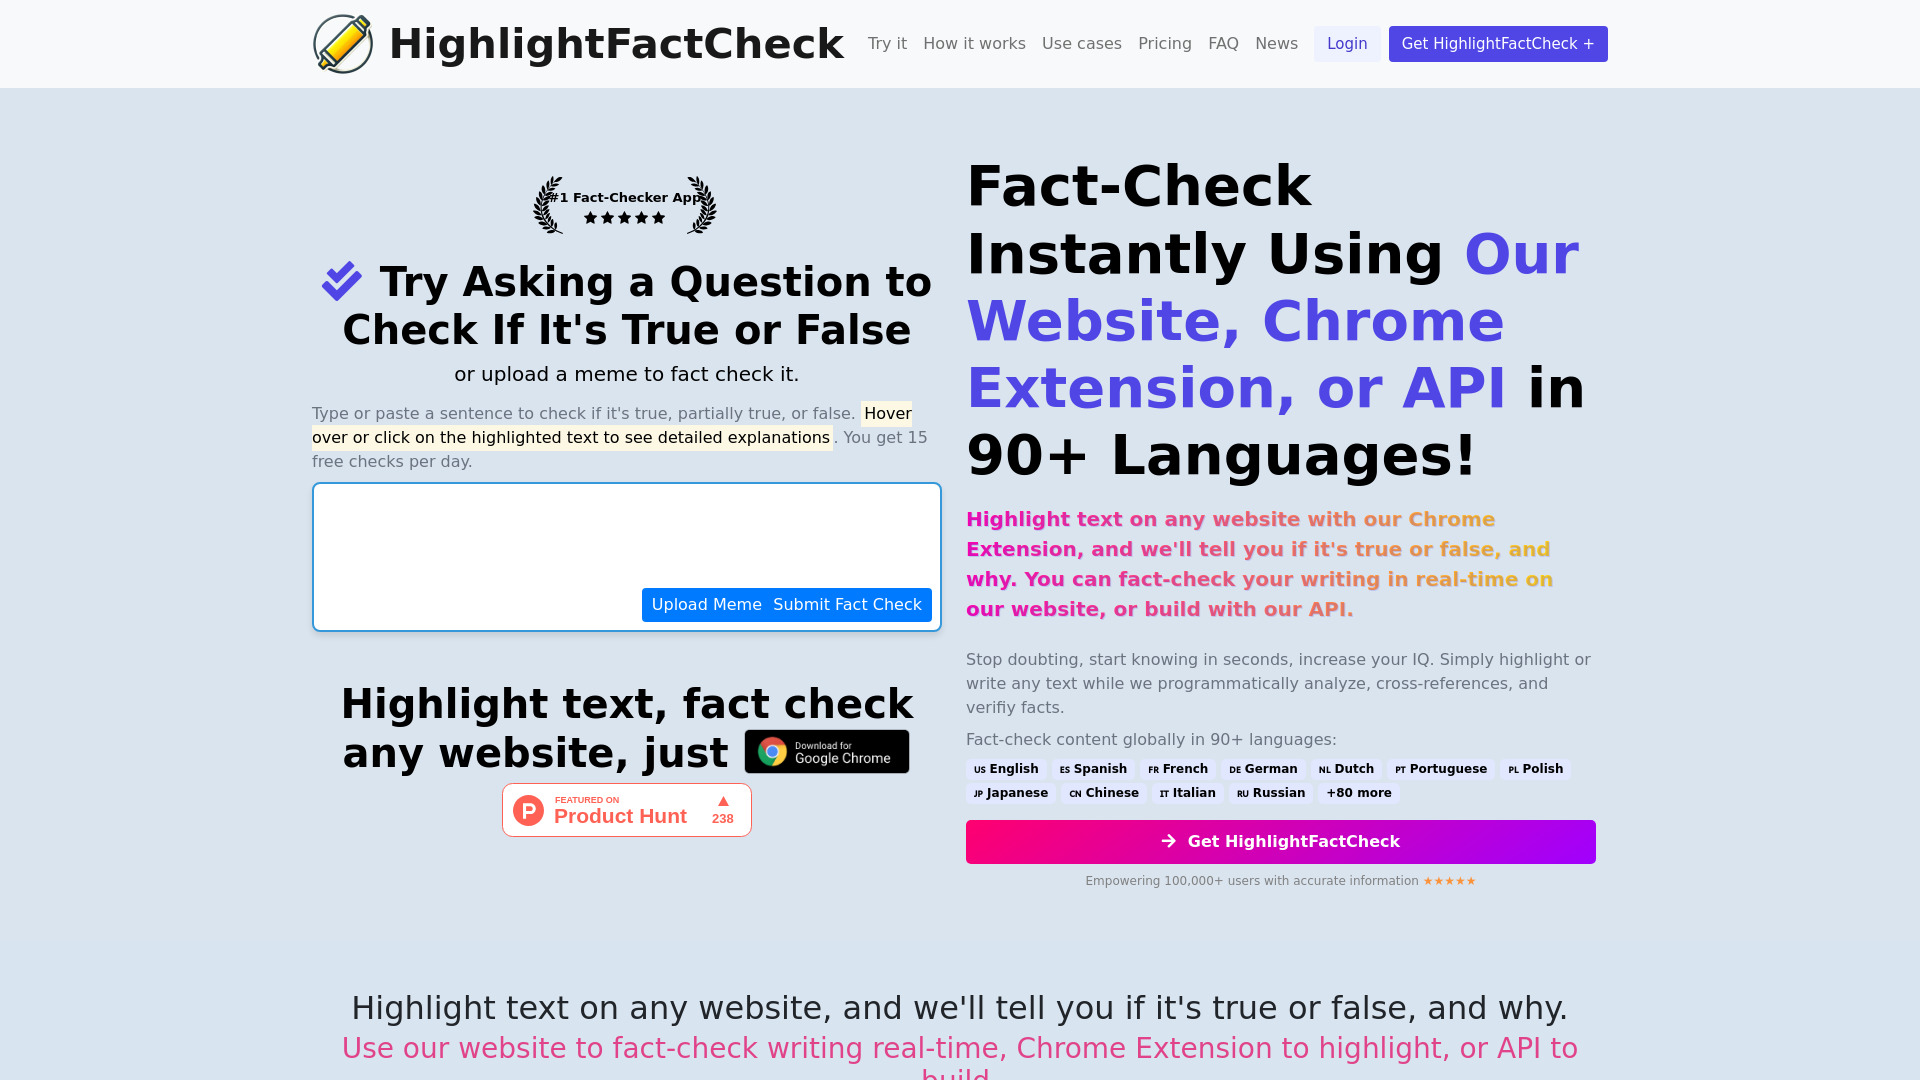 HighlightFactCheck
Try it
How it works
Use cases
Pricing
FAQ
News
Login
Get HighlightFactCheck +
#1 Fact-Checker App
★★★★★
Try Asking a Question to
Check If It's True or False
or upload a meme to fact check it.
Type or paste a sentence to check if it's true, partially true, or false. Hover
over or click on the highlighted text to see detailed explanations. You get 15
free checks per day.
Upload Meme
Submit Fact Check
Highlight text, fact check
any website, just
Download for
Google Chrome
P
FEATURED ON
Product Hunt
▲
238
Fact-Check
Instantly Using Our
Website, Chrome
Extension, or API in
90+ Languages!
Highlight text on any website with our Chrome
Extension, and we'll tell you if it's true or false, and
why. You can fact-check your writing in real-time on
our website, or build with our API.
Stop doubting, start knowing in seconds, increase your IQ. Simply highlight or
write any text while we programmatically analyze, cross-references, and
verifiy facts.
Fact-check content globally in 90+ languages:
US English ES Spanish FR French DE German NL Dutch PT Portuguese PL Polish
JP Japanese CN Chinese IT Italian RU Russian +80 more
→ Get HighlightFactCheck
Empowering 100,000+ users with accurate information ★★★★★
Highlight text on any website, and we'll tell you if it's true or false, and why.
Use our website to fact-check writing real-time, Chrome Extension to highlight, or API to
build.